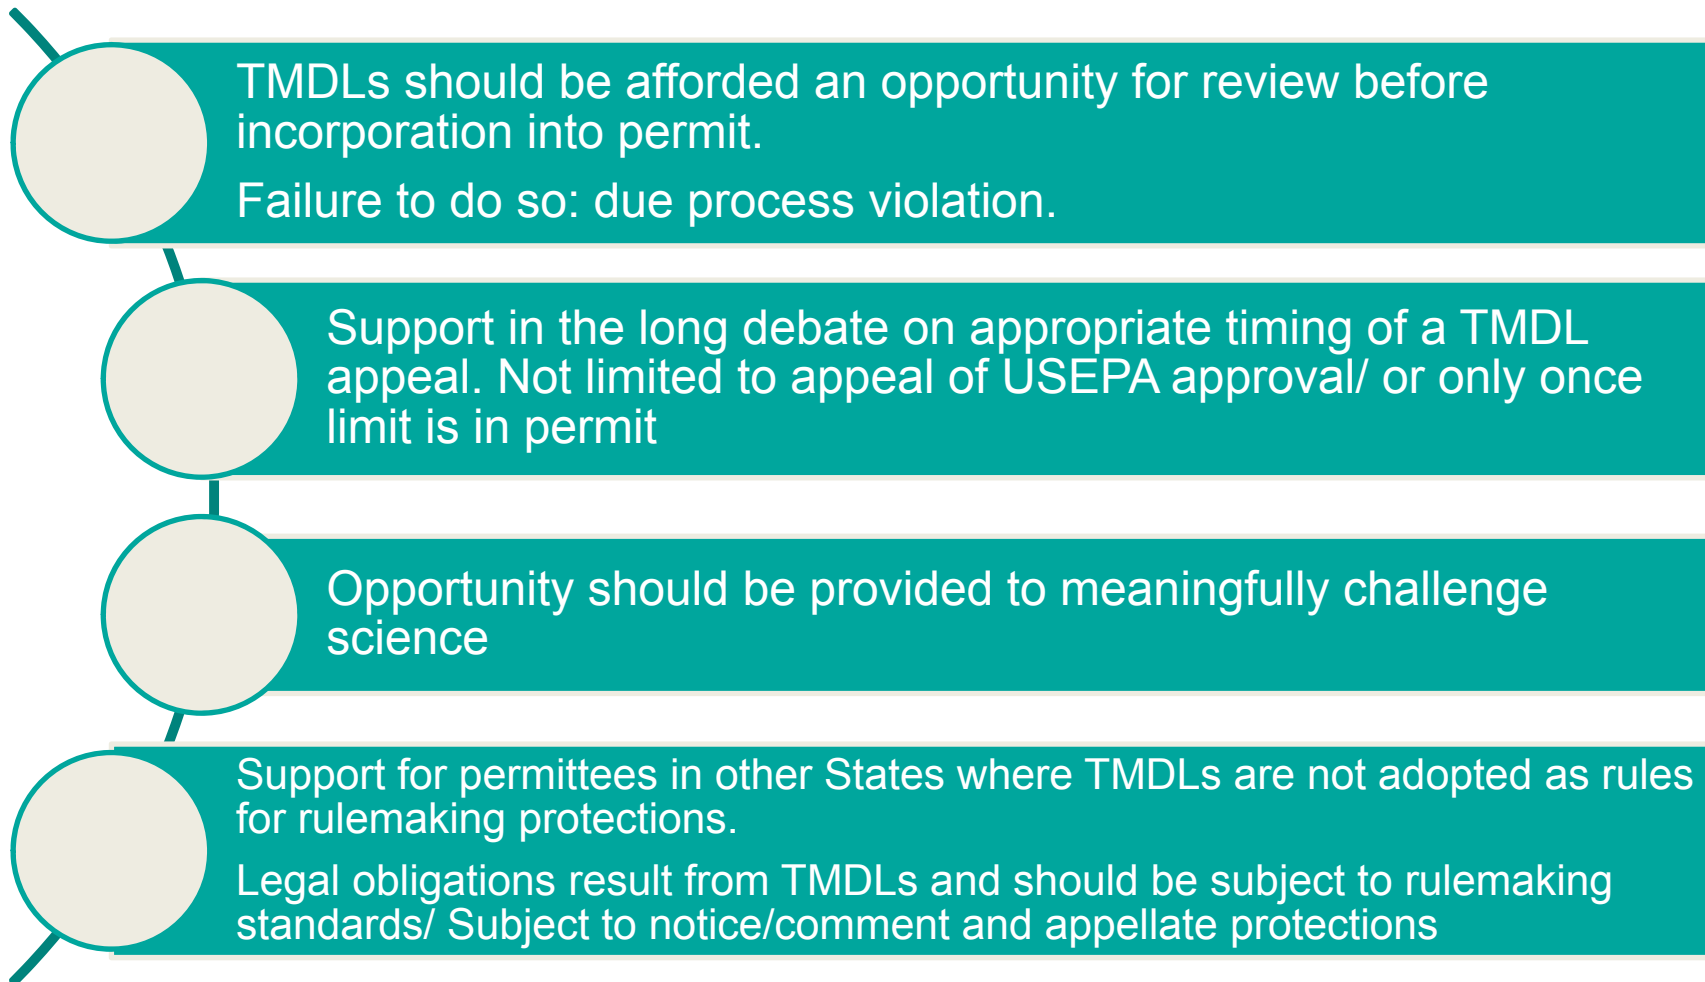 TMDLs should be afforded an opportunity for review before
incorporation into permit.
Failure to do so: due process violation.
Support in the long debate on appropriate timing of a TMDL
appeal. Not limited to appeal of USEPA approval/ or only once
limit is in permit
Opportunity should be provided to meaningfully challenge
science
Support for permittees in other States where TMDLs are not adopted as rules
for rulemaking protections.
Legal obligations result from TMDLs and should be subject to rulemaking
standards/ Subject to notice/comment and appellate protections